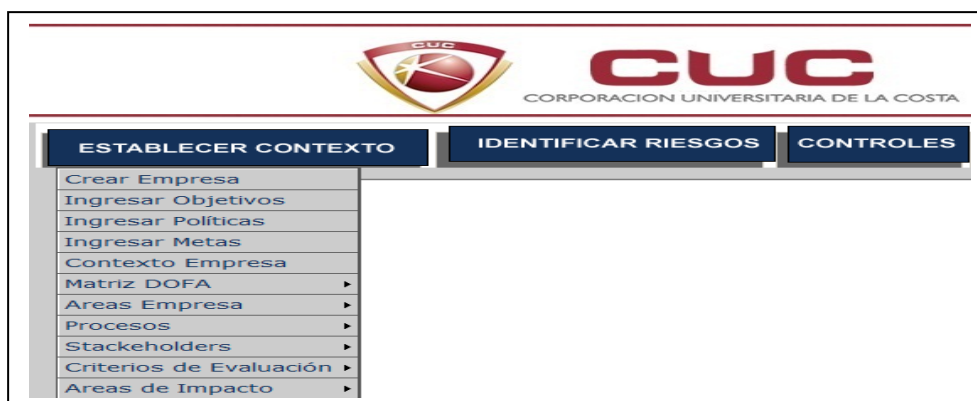 CUC
CUC
CORPORACION UNIVERSITARIA DE LA COSTA
ESTABLECER CONTEXTO
IDENTIFICAR RIESGOS
CONTROLES
Crear Empresa
Ingresar Objetivos
Ingresar Políticas
Ingresar Metas
Contexto Empresa
Matriz DOFA
Areas Empresa
Procesos
Stackeholders
Criterios de Evaluación
Areas de Impacto